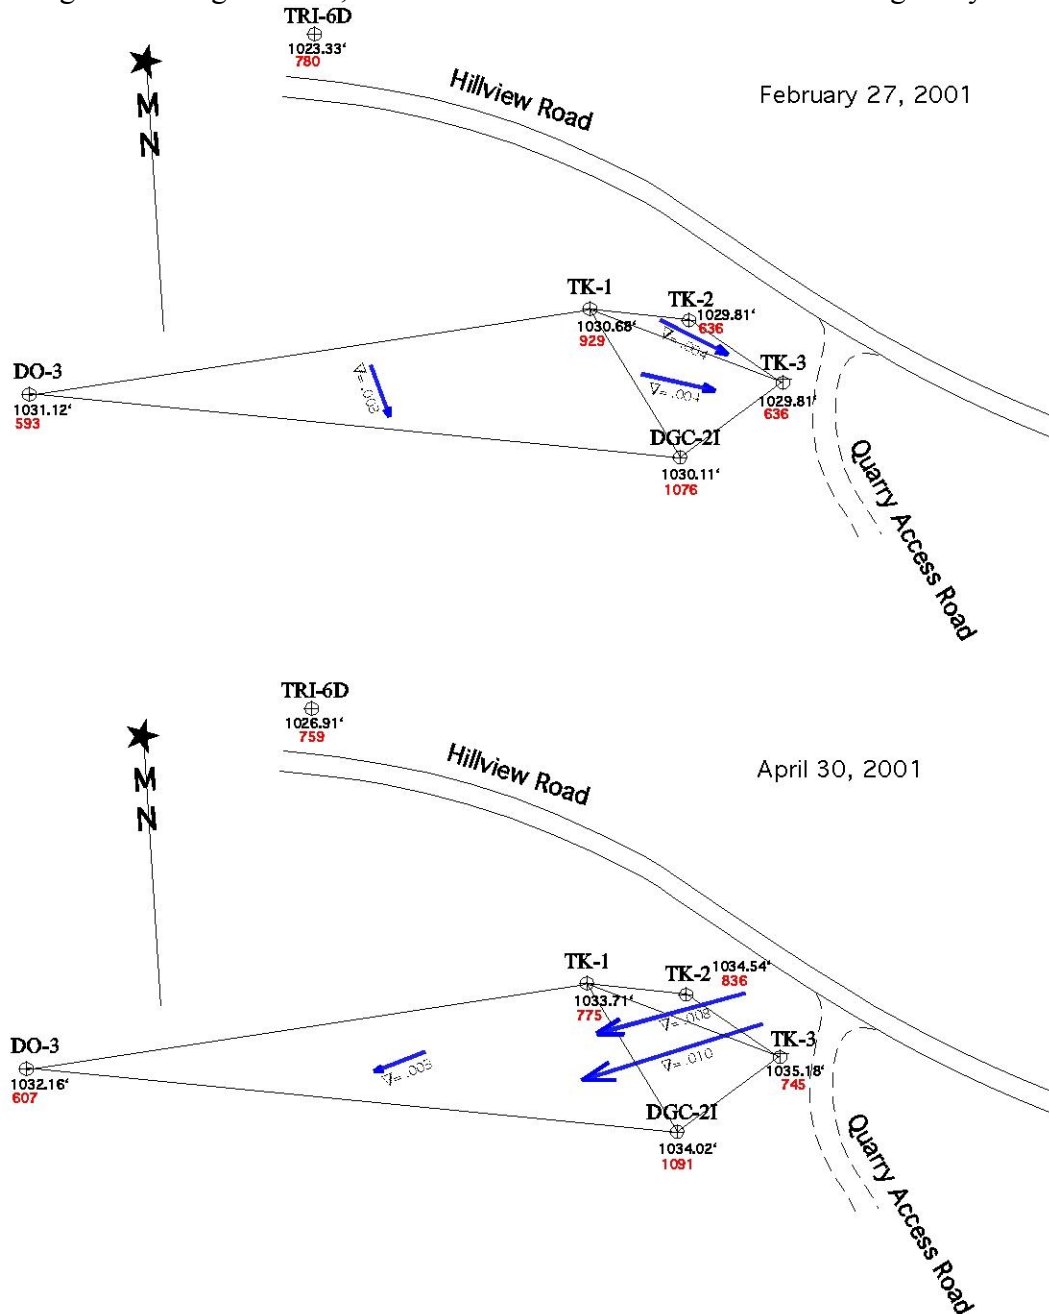 TRI-6D
1023.33'
780
Hillview Road
February 27, 2001
M
N
TK-1
1030.68'
929
TK-2
1029.81'
636
∇= .004
TK-3
1029.81'
636
∇= .004
DO-3
1031.12'
593
∇= .003
DGC-2I
1030.11'
1076
Quarry Access Road
TRI-6D
1026.91'
759
Hillview Road
April 30, 2001
M
N
TK-1
1033.71'
775
TK-2
1034.54'
836
∇= .008
TK-3
1035.18'
745
∇= .010
DO-3
1032.16'
607
∇= .003
DGC-2I
1034.02'
1091
Quarry Access Road